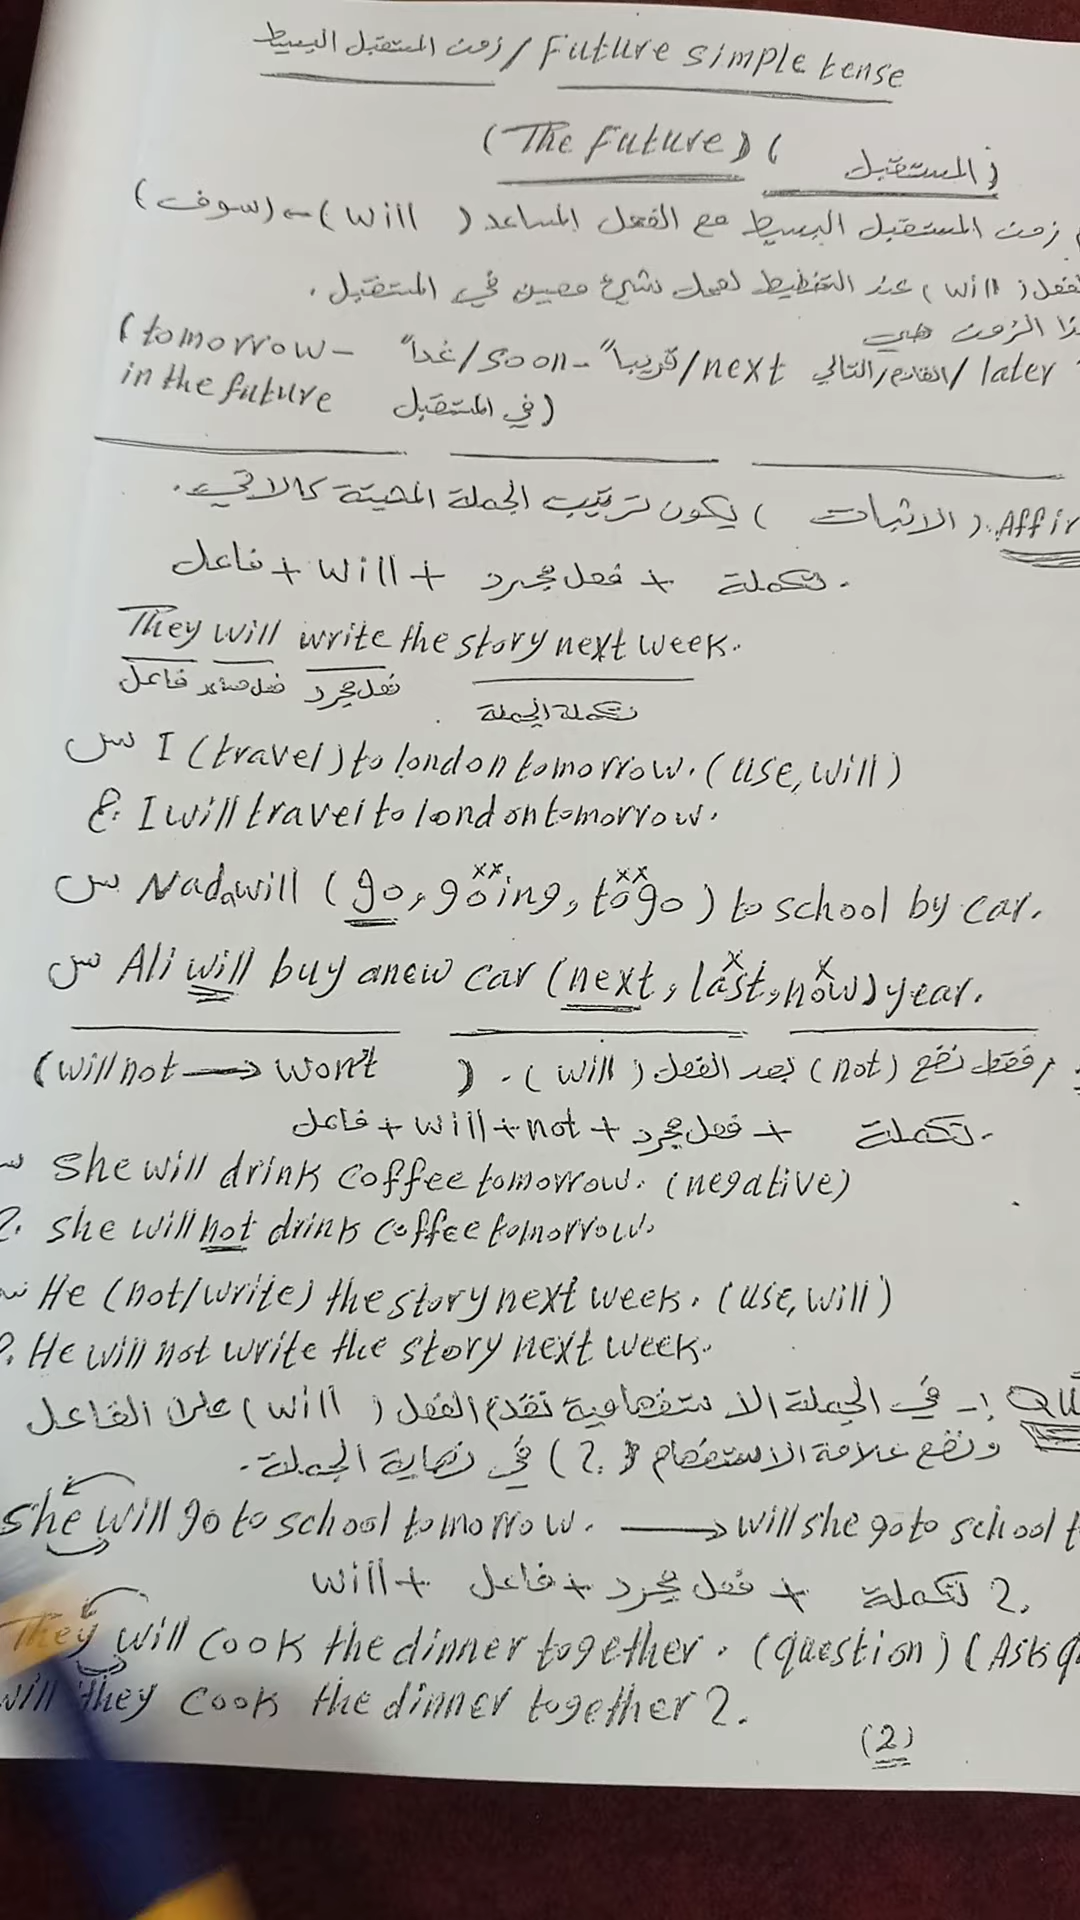 زمن المستقبل البسيط / Future simple tense
(The Future) (المستقبل)
زمن المستقبل البسيط مع الفعل المساعد (will) ← (سوف)
(will) عند التخطيط لعمل شيء معين في المستقبل.
الزمن هي
(tomorrow - غداً / soon - قريباً / next القادم/التالي / later
in the future في المستقبل)
Affir (الاثبات) يكون ترتيب الجملة المثبتة كالاتي.
فاعل + will + فعل مجرد + تكملة.
They will write the story next week.
فاعل فعل مساعد فعل مجرد تكملة الجملة
س I (travel) to london tomorrow. (use, will)
ج. I will travel to london tomorrow.
س Nada will (go, going, to go) to school by car.
س Ali will buy a new car (next, last, now) year.
فقط نضع (not) بعد الفعل (will). (will not → won't)
فاعل + will + not + فعل مجرد + تكملة.
she will drink coffee tomorrow. (negative)
she will not drink coffee tomorrow.
He (not/write) the story next week. (use, will)
He will not write the story next week.
Qu 1- في الجملة الاستفهامية نقدم الفعل (will) على الفاعل
ونضع علامة الاستفهام (?) في نهاية الجملة.
she will go to school tomorrow. → will she go to school t
will + فاعل + فعل مجرد + تكملة ?.
They will cook the dinner together. (question) (Ask q
will they cook the dinner together?.
(2)